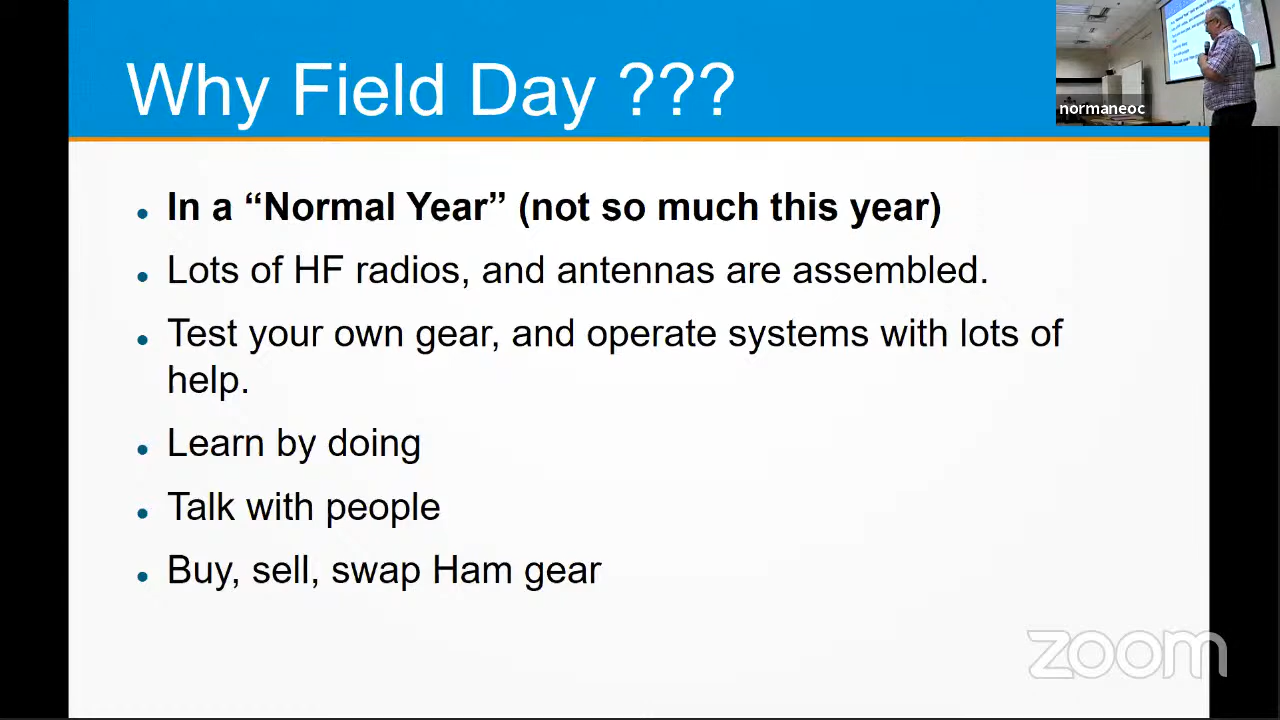 Why Field Day ???
normaneoc
In a “Normal Year” (not so much this year)
Lots of HF radios, and antennas are assembled.
Test your own gear, and operate systems with lots of
help.
Learn by doing
Talk with people
Buy, sell, swap Ham gear
zoom